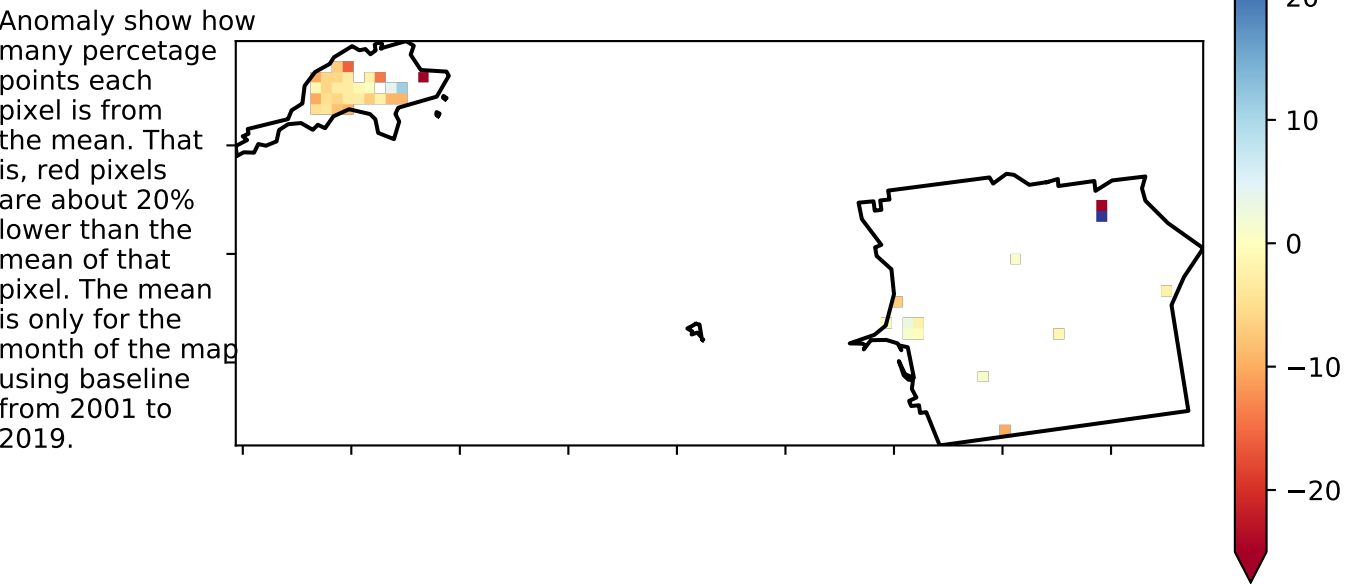 Anomaly show how
many percetage
points each
pixel is from
the mean. That
is, red pixels
are about 20%
lower than the
mean of that
pixel. The mean
is only for the
month of the map
using baseline
from 2001 to
2019.
20
10
0
−10
−20